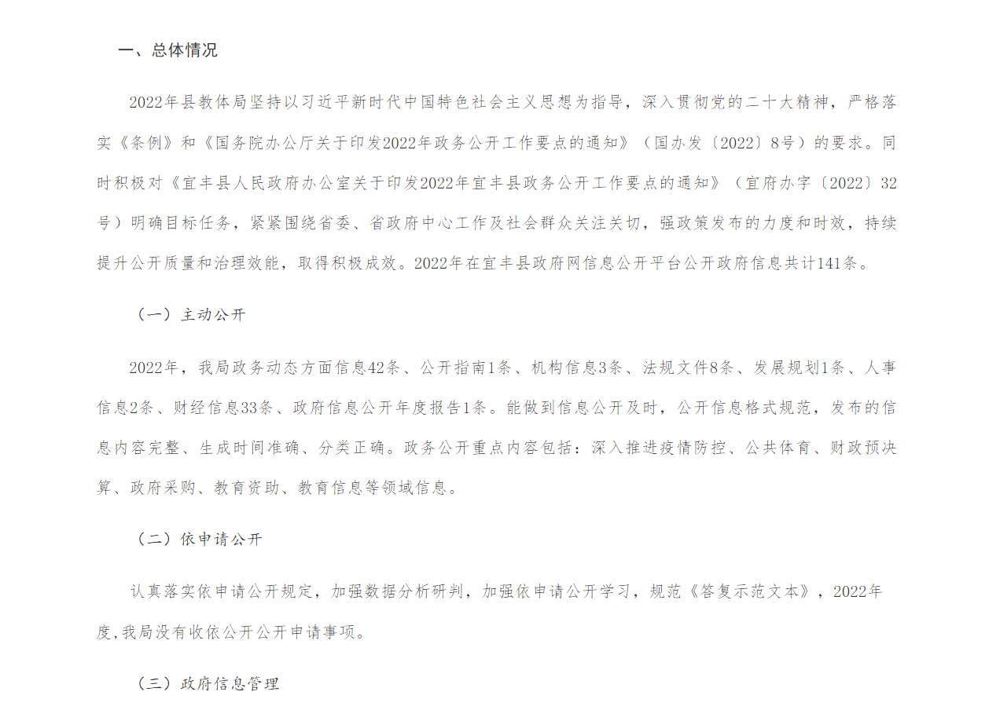 一、总体情况
2022年县教体局坚持以习近平新时代中国特色社会主义思想为指导，深入贯彻党的二十大精神，严格落
实《条例》和《国务院办公厅关于印发2022年政务公开工作要点的通知》（国办发〔2022〕8号）的要求。同
时积极对《宜丰县人民政府办公室关于印发2022年宜丰县政务公开工作要点的通知》（宜府办字〔2022〕32
号）明确目标任务，紧紧围绕省委、省政府中心工作及社会群众关注关切，强政策发布的力度和时效，持续
提升公开质量和治理效能，取得积极成效。2022年在宜丰县政府网信息公开平台公开政府信息共计141条。
（一）主动公开
2022年，我局政务动态方面信息42条、公开指南1条、机构信息3条、法规文件8条、发展规划1条、人事
信息2条、财经信息33条、政府信息公开年度报告1条。能做到信息公开及时，公开信息格式规范，发布的信
息内容完整、生成时间准确、分类正确。政务公开重点内容包括：深入推进疫情防控、公共体育、财政预决
算、政府采购、教育资助、教育信息等领域信息。
（二）依申请公开
认真落实依申请公开规定，加强数据分析研判，加强依申请公开学习，规范《答复示范文本》，2022年
度,我局没有收依公开公开申请事项。
（三）政府信息管理